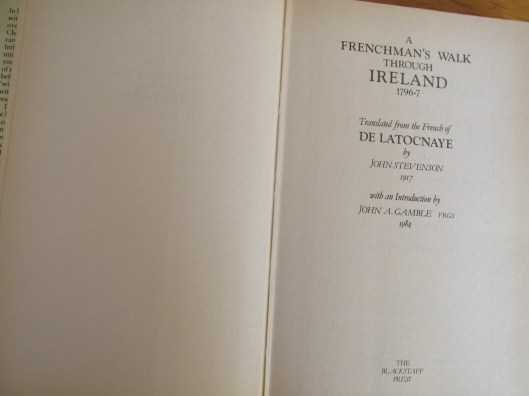 A
FRENCHMAN'S WALK
THROUGH
IRELAND
1796-7
Translated from the French of
DE LATOCNAYE
by
JOHN STEVENSON
1917
with an Introduction by
JOHN A. GAMBLE FRGS
1984
THE
BLACKSTAFF
PRESS